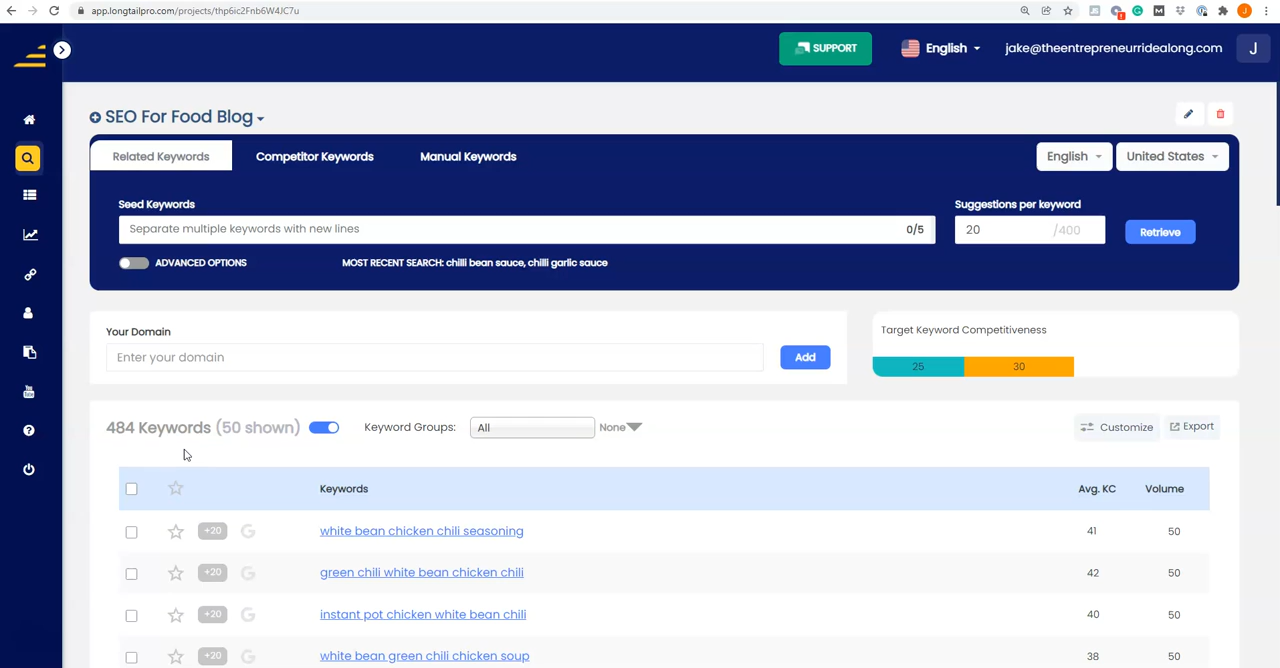 app.longtailpro.com/projects/thp6ic2Fnb6W4JC7u
SUPPORT
English
jake@theentrepreneurridealong.com
J
SEO For Food Blog
Related Keywords
Competitor Keywords
Manual Keywords
English
United States
Seed Keywords
Suggestions per keyword
Separate multiple keywords with new lines
0/5
20
/400
Retrieve
ADVANCED OPTIONS
MOST RECENT SEARCH: chilli bean sauce, chilli garlic sauce
Your Domain
Enter your domain
Add
Target Keyword Competitiveness
25
30
484 Keywords (50 shown)
Keyword Groups:
All
None
Customize
Export
Keywords
Avg. KC
Volume
+20
white bean chicken chili seasoning
41
50
+20
green chili white bean chicken chili
42
50
+20
instant pot chicken white bean chili
40
50
+20
white bean green chili chicken soup
38
50